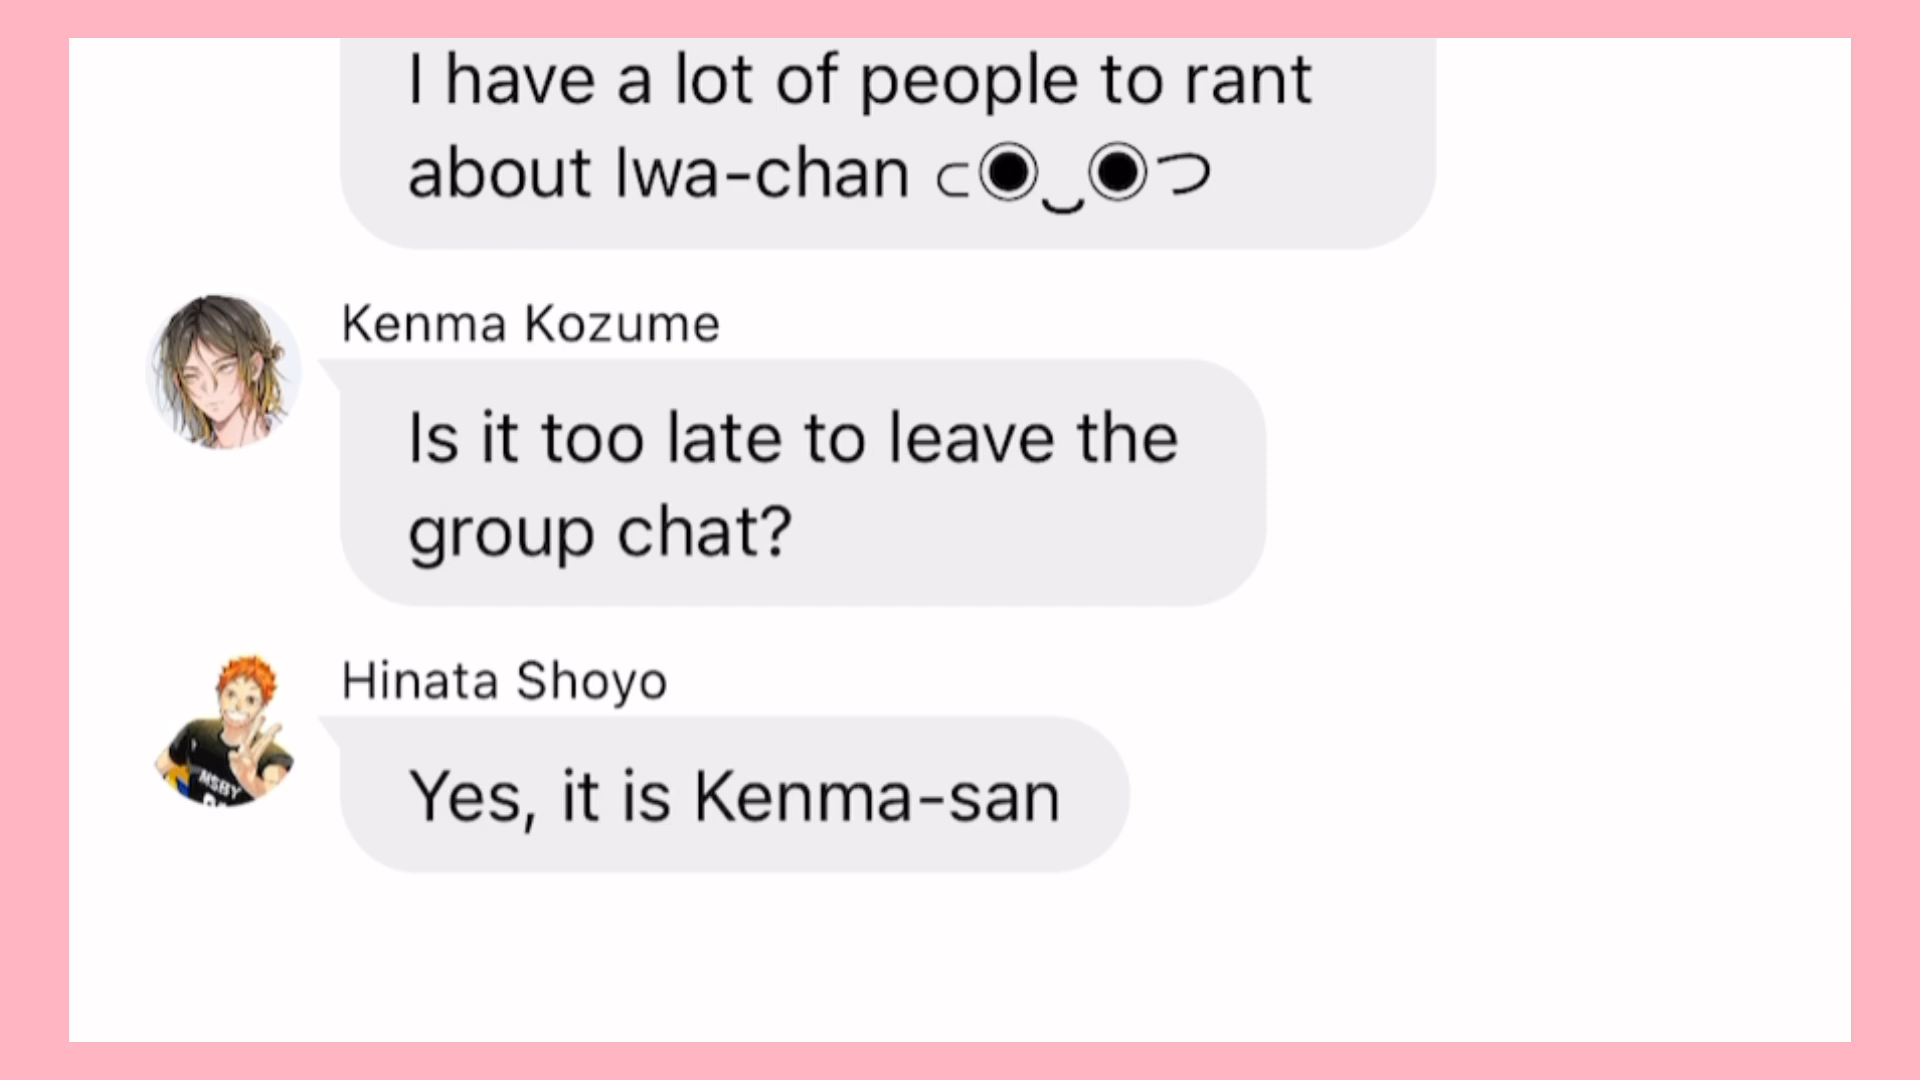 I have a lot of people to rant
about Iwa-chan ⊂◉‿◉つ
Kenma Kozume
Is it too late to leave the
group chat?
Hinata Shoyo
MSBY
Yes, it is Kenma-san